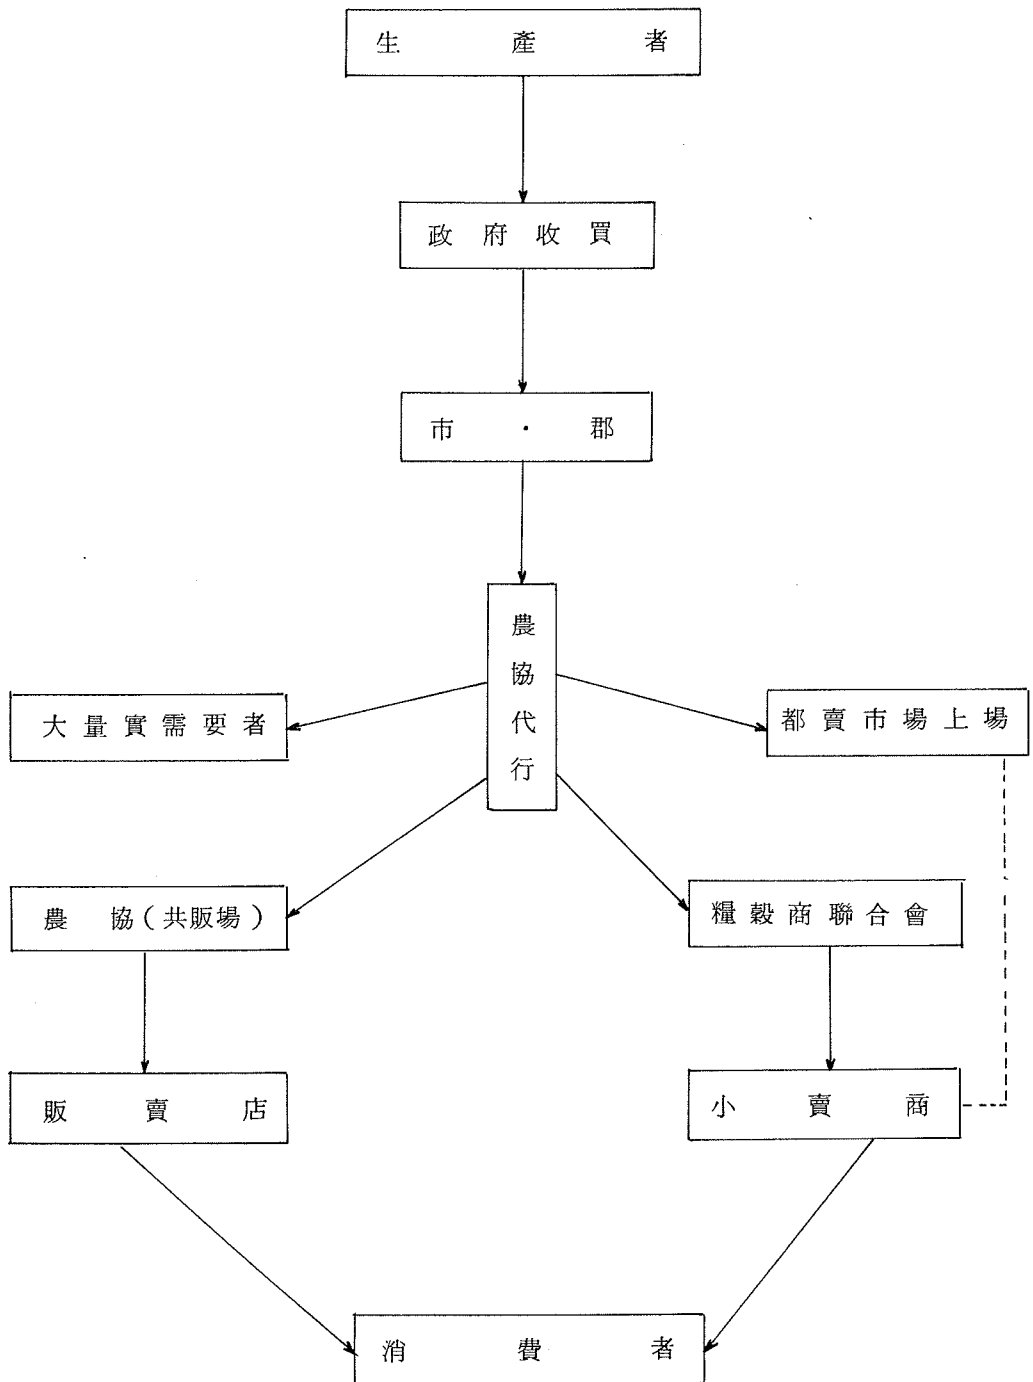 生產者
政府收買
市・郡
農協代行
大量實需要者
都賣市場上場
農協(共販場)
糧穀商聯合會
販賣店
小賣商
消費者